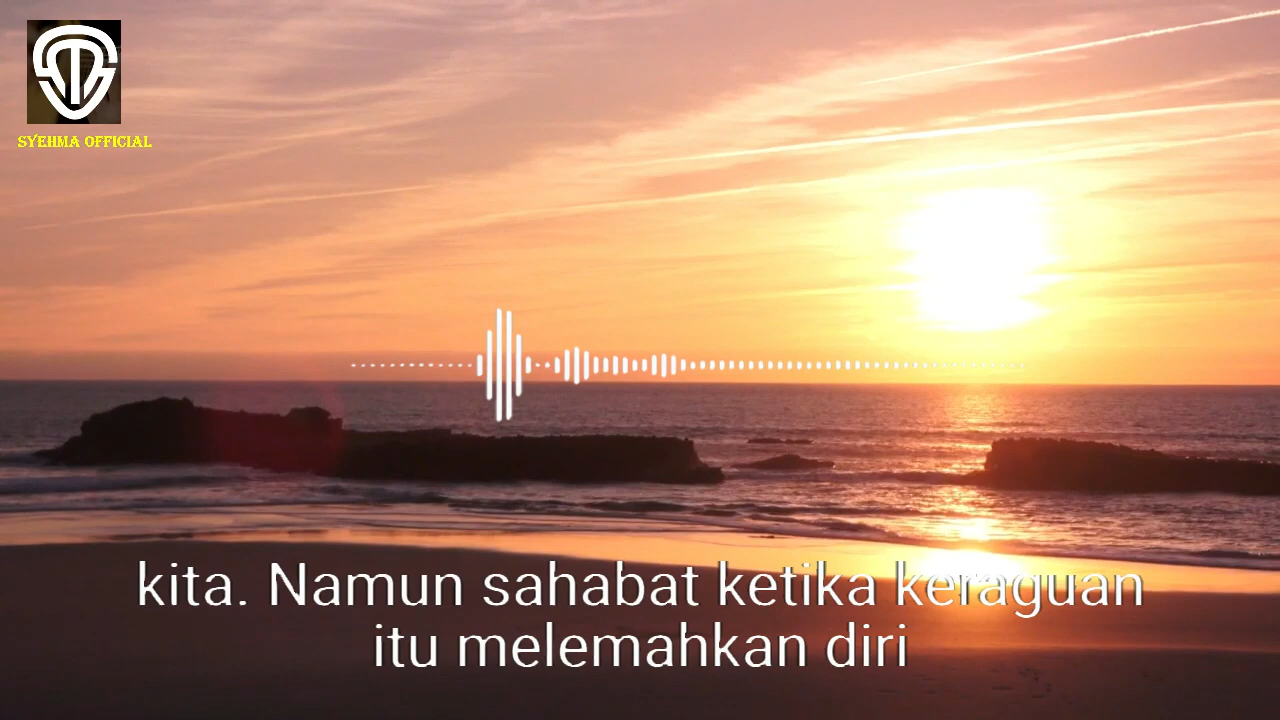 SYEHMA OFFICIAL
kita. Namun sahabat ketika keraguan
itu melemahkan diri